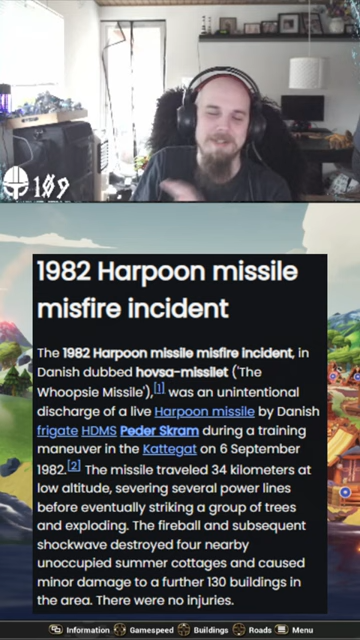 109
1982 Harpoon missile
misfire incident
The 1982 Harpoon missile misfire incident, in
Danish dubbed hovsa-missilet ('The
Whoopsie Missile'),[1] was an unintentional
discharge of a live Harpoon missile by Danish
frigate HDMS Peder Skram during a training
maneuver in the Kattegat on 6 September
1982.[2] The missile traveled 34 kilometers at
low altitude, severing several power lines
before eventually striking a group of trees
and exploding. The fireball and subsequent
shockwave destroyed four nearby
unoccupied summer cottages and caused
minor damage to a further 130 buildings in
the area. There were no injuries.
Information Gamespeed Buildings Roads Menu